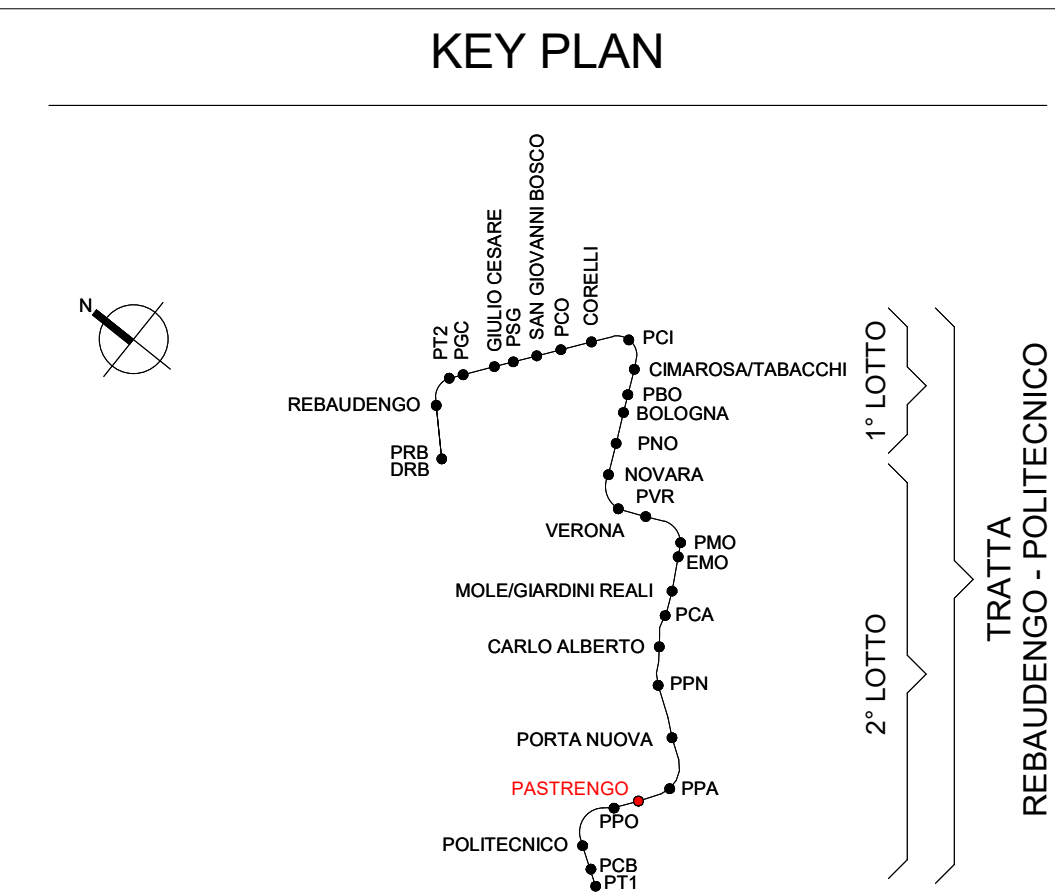 KEY PLAN
N
PT2
PGC
GIULIO CESARE
PSG
SAN GIOVANNI BOSCO
PCO
CORELLI
PCI
CIMAROSA/TABACCHI
REBAUDENGO
PBO
BOLOGNA
PNO
PRB
DRB
NOVARA
PVR
VERONA
PMO
EMO
MOLE/GIARDINI REALI
PCA
CARLO ALBERTO
PPN
PORTA NUOVA
PASTRENGO
PPA
PPO
POLITECNICO
PCB
PT1
1° LOTTO
2° LOTTO
TRATTA
REBAUDENGO - POLITECNICO